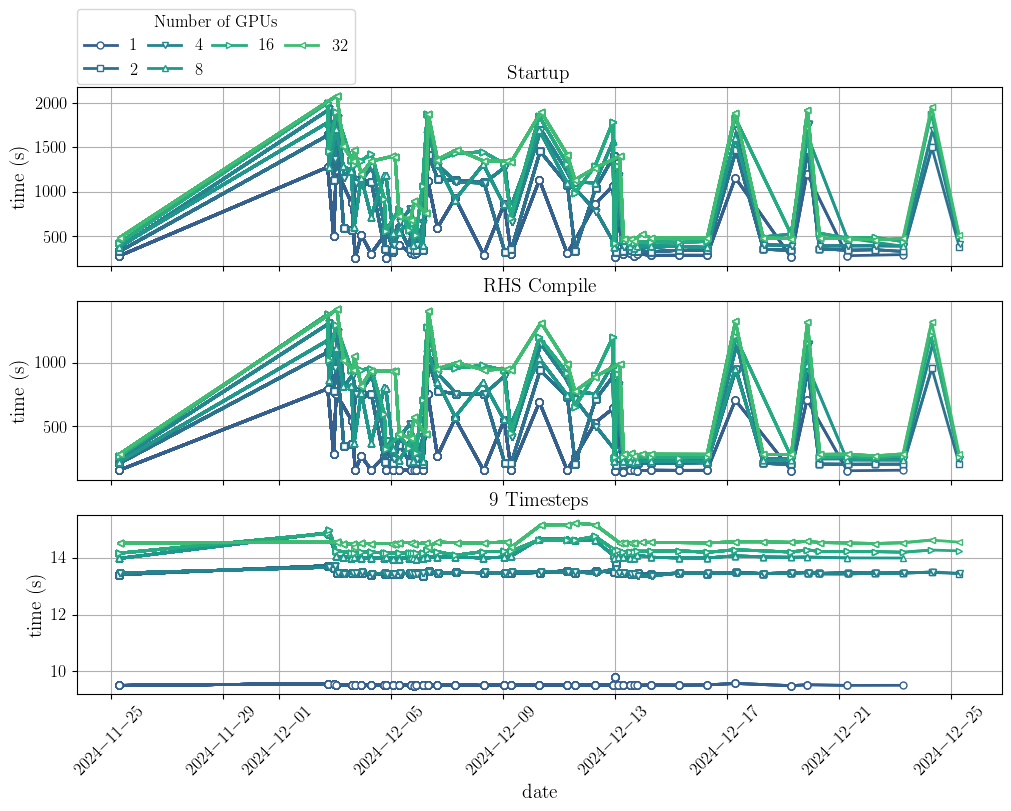 Number of GPUs
1 4 16 32
2 8
Startup
2000
1500
1000
500
time (s)
RHS Compile
1000
500
time (s)
9 Timesteps
14
12
10
time (s)
2024−11−25
2024−11−29
2024−12−01
2024−12−05
2024−12−09
2024−12−13
2024−12−17
2024−12−21
2024−12−25
date